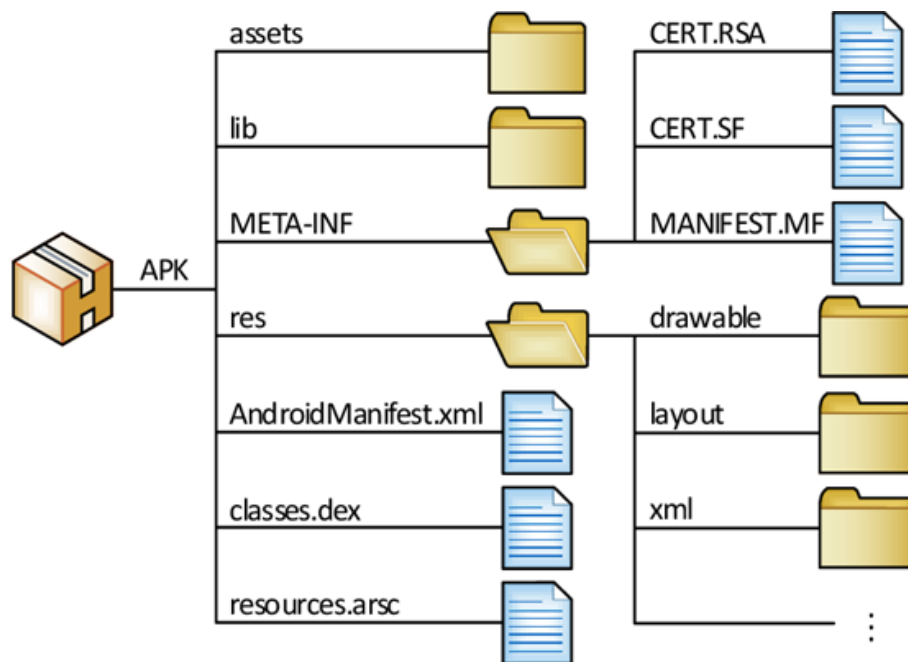 APK
assets
lib
META-INF
res
AndroidManifest.xml
classes.dex
resources.arsc
CERT.RSA
CERT.SF
MANIFEST.MF
drawable
layout
xml
⋮